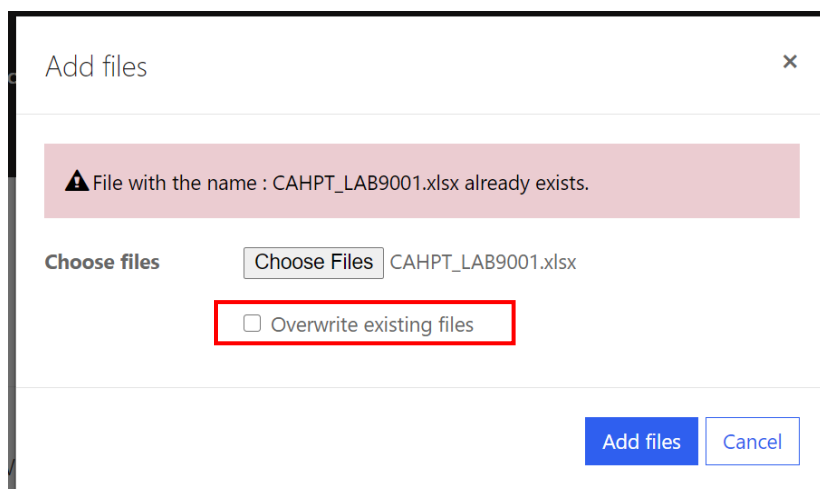 Add files
×
File with the name : CAHPT_LAB9001.xlsx already exists.
Choose files Choose Files CAHPT_LAB9001.xlsx
Overwrite existing files
Add files Cancel